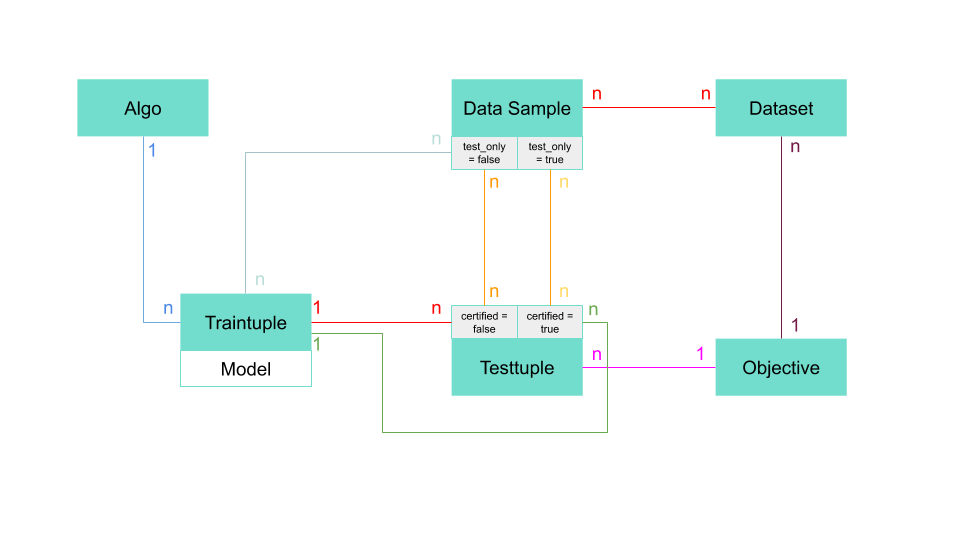 Algo
Data Sample
n
n
Dataset
1
n
test_only
= false
test_only
= true
n
n
n
n
n
n
n
Traintuple
1
n
certified =
false
certified =
true
n
1
1
Model
Testtuple
n
1
Objective